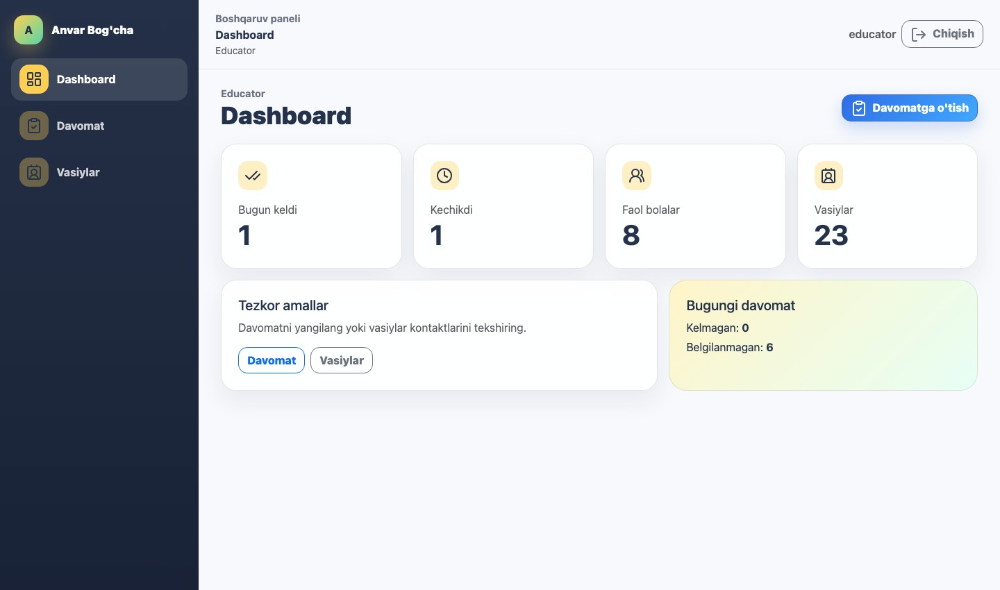 A
Anvar Bog'cha
Dashboard
Davomat
Vasiylar
Boshqaruv paneli
Dashboard
Educator
educator
Chiqish
Educator
Dashboard
Davomatga o'tish
Bugun keldi
1
Kechikdi
1
Faol bolalar
8
Vasiylar
23
Tezkor amallar
Davomatni yangilang yoki vasiylar kontaktlarini tekshiring.
Davomat
Vasiylar
Bugungi davomat
Kelmagan: 0
Belgilanmagan: 6